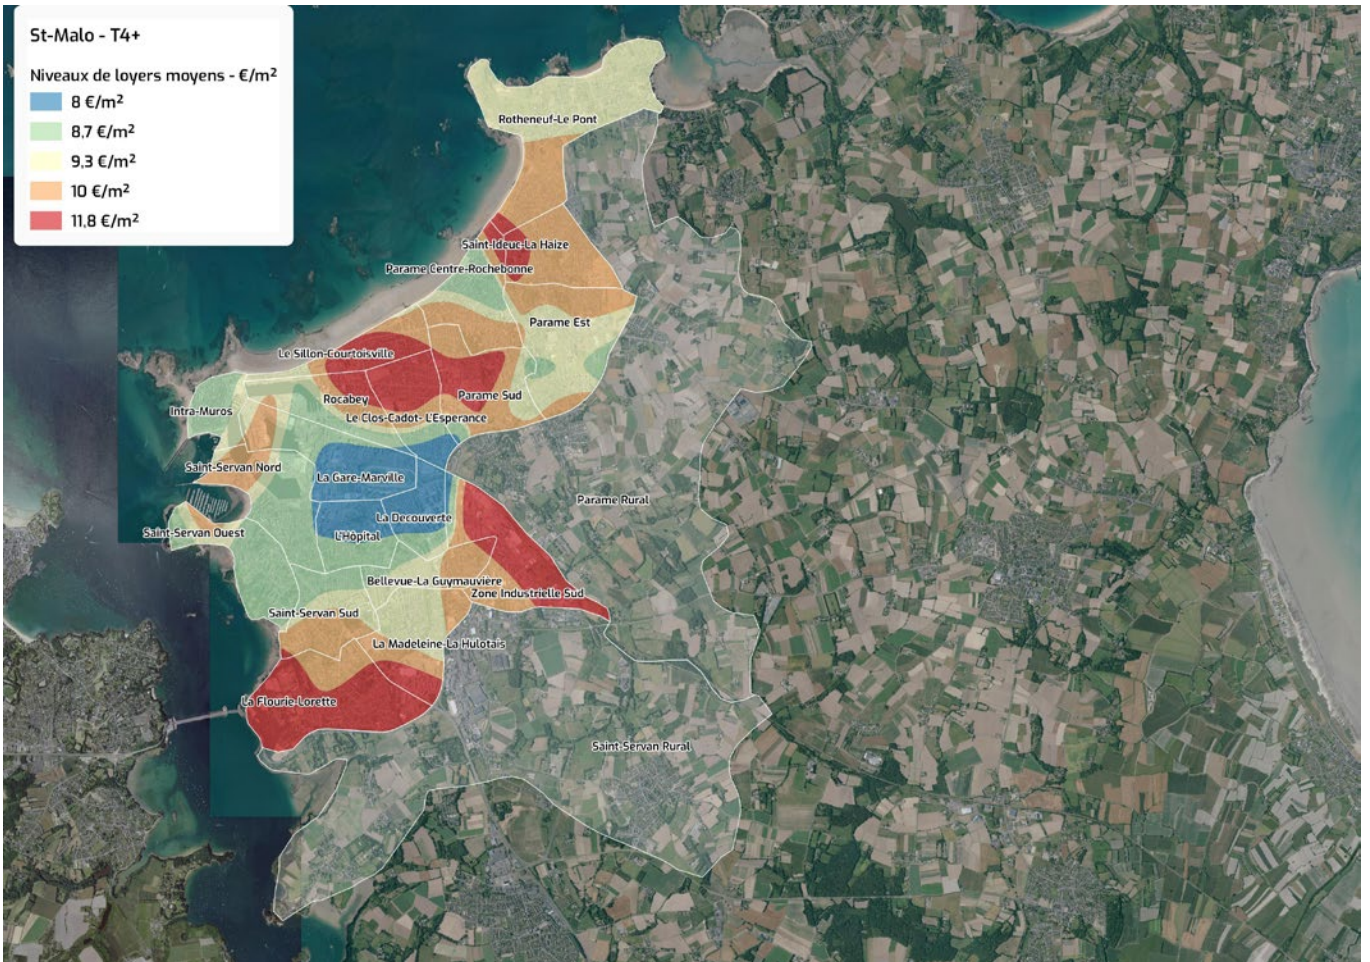 St-Malo - T4+
Niveaux de loyers moyens - €/m²
8 €/m²
8,7 €/m²
9,3 €/m²
10 €/m²
11,8 €/m²
Rotheneuf-Le Pont
Saint-Ideuc-La Haize
Parame Centre-Rochebonne
Parame Est
Le Sillon-Courtoisville
Parame Sud
Rocabey
Intra-Muros
Le Clos-Cadot- L'Esperance
Saint-Servan Nord
La Gare-Marville
Parame Rural
La Decouverte
Saint-Servan Ouest
L'Hôpital
Bellevue-La Guymauvière
Zone Industrielle Sud
Saint-Servan Sud
La Madeleine-La Hulotais
La Flourie-Lorette
Saint-Servan Rural